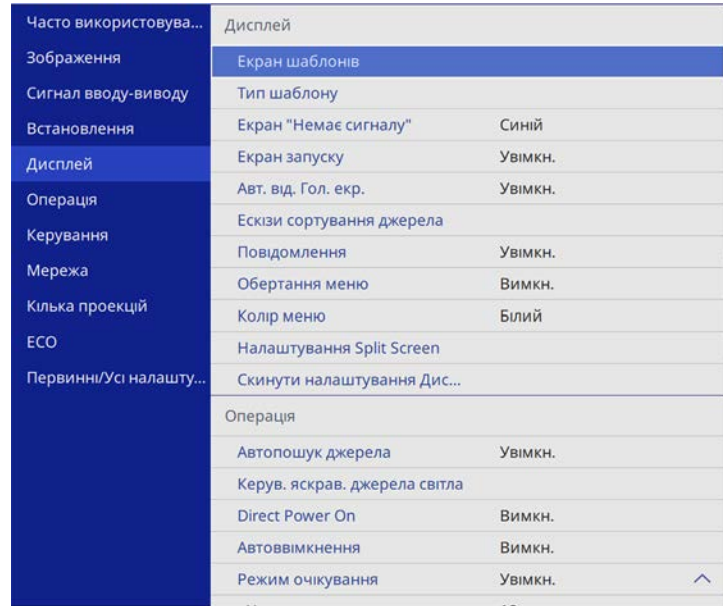 Часто використовува...
Зображення
Сигнал вводу-виводу
Встановлення
Дисплей
Операція
Керування
Мережа
Кілька проекцій
ECO
Первинні/Усі налашту...
Дисплей
Екран шаблонів
Тип шаблону
Екран "Немає сигналу" Синій
Екран запуску Увімкн.
Авт. від. Гол. екр. Увімкн.
Ескізи сортування джерела
Повідомлення Увімкн.
Обертання меню Вимкн.
Колір меню Білий
Налаштування Split Screen
Скинути налаштування Дис...
Операція
Автопошук джерела Увімкн.
Керув. яскрав. джерела світла
Direct Power On Вимкн.
Автоввімкнення Вимкн.
Режим очікування Увімкн.